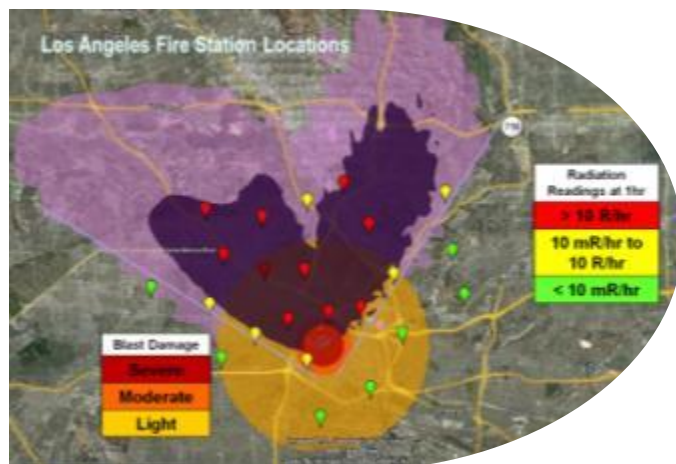 Los Angeles Fire Station Locations
Radiation
Readings at 1hr
> 10 R/hr
10 mR/hr to
10 R/hr
< 10 mR/hr
Blast Damage
Severe
Moderate
Light